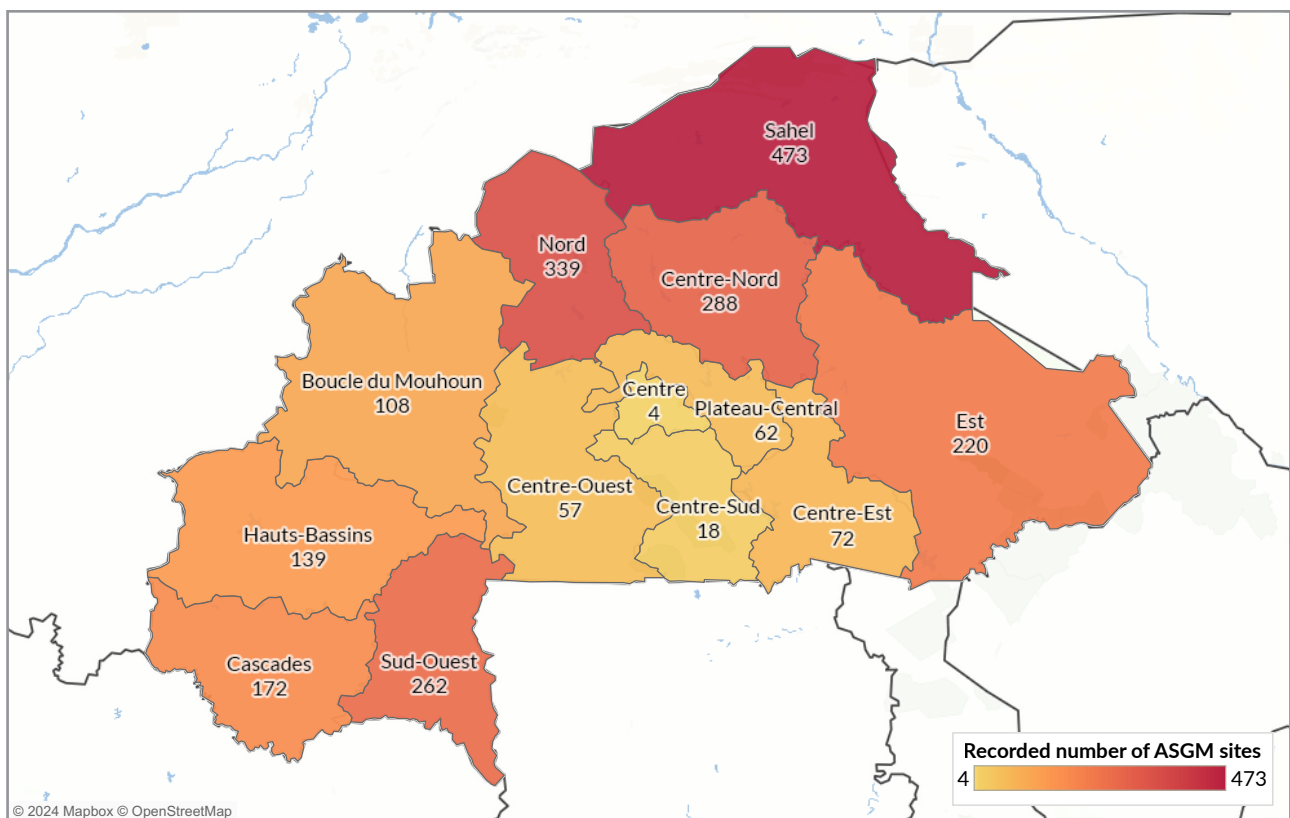 Sahel
473
Nord
339
Centre-Nord
288
Boucle du Mouhoun
108
Centre
4
Plateau-Central
62
Est
220
Centre-Ouest
57
Centre-Sud
18
Centre-Est
72
Hauts-Bassins
139
Cascades
172
Sud-Ouest
262
Recorded number of ASGM sites
4 473
© 2024 Mapbox © OpenStreetMap